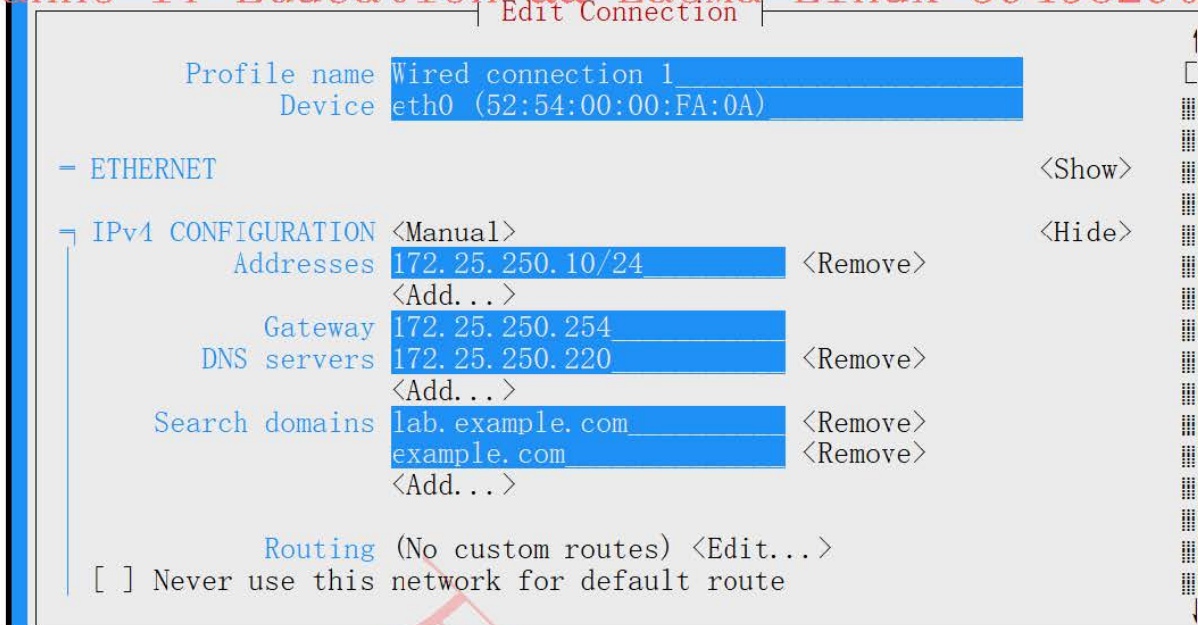 Edit Connection
Profile name Wired connection 1
Device eth0 (52:54:00:00:FA:0A)
= ETHERNET <Show>
IPv4 CONFIGURATION <Manual> <Hide>
Addresses 172.25.250.10/24 <Remove>
<Add...>
Gateway 172.25.250.254
DNS servers 172.25.250.220 <Remove>
<Add...>
Search domains lab.example.com <Remove>
example.com <Remove>
<Add...>
Routing (No custom routes) <Edit...>
[ ] Never use this network for default route